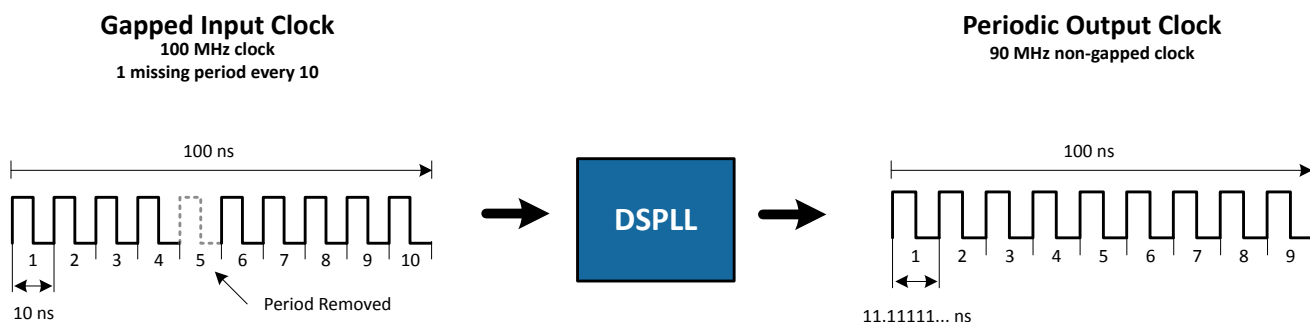 Gapped Input Clock
100 MHz clock
1 missing period every 10
100 ns
1 2 3 4 5 6 7 8 9 10
Period Removed
10 ns
DSPLL
Periodic Output Clock
90 MHz non-gapped clock
100 ns
1 2 3 4 5 6 7 8 9
11.11111... ns